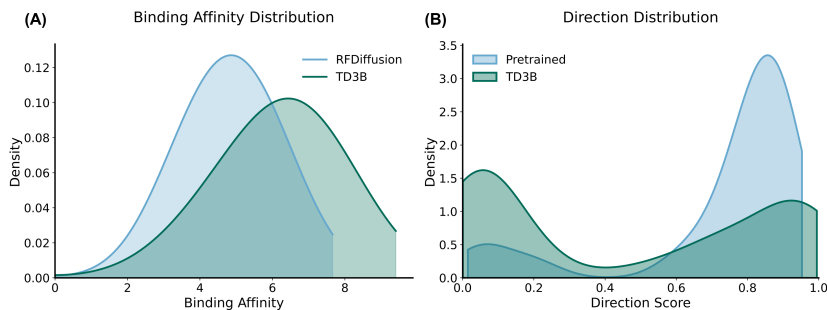 (A)
Binding Affinity Distribution
0.12
0.10
0.08
0.06
0.04
0.02
0.00
Density
RFDiffusion
TD3B
0
2
4
6
8
Binding Affinity
(B)
Direction Distribution
3.5
3.0
2.5
2.0
1.5
1.0
0.5
0.0
Density
Pretrained
TD3B
0.0
0.2
0.4
0.6
0.8
1.0
Direction Score